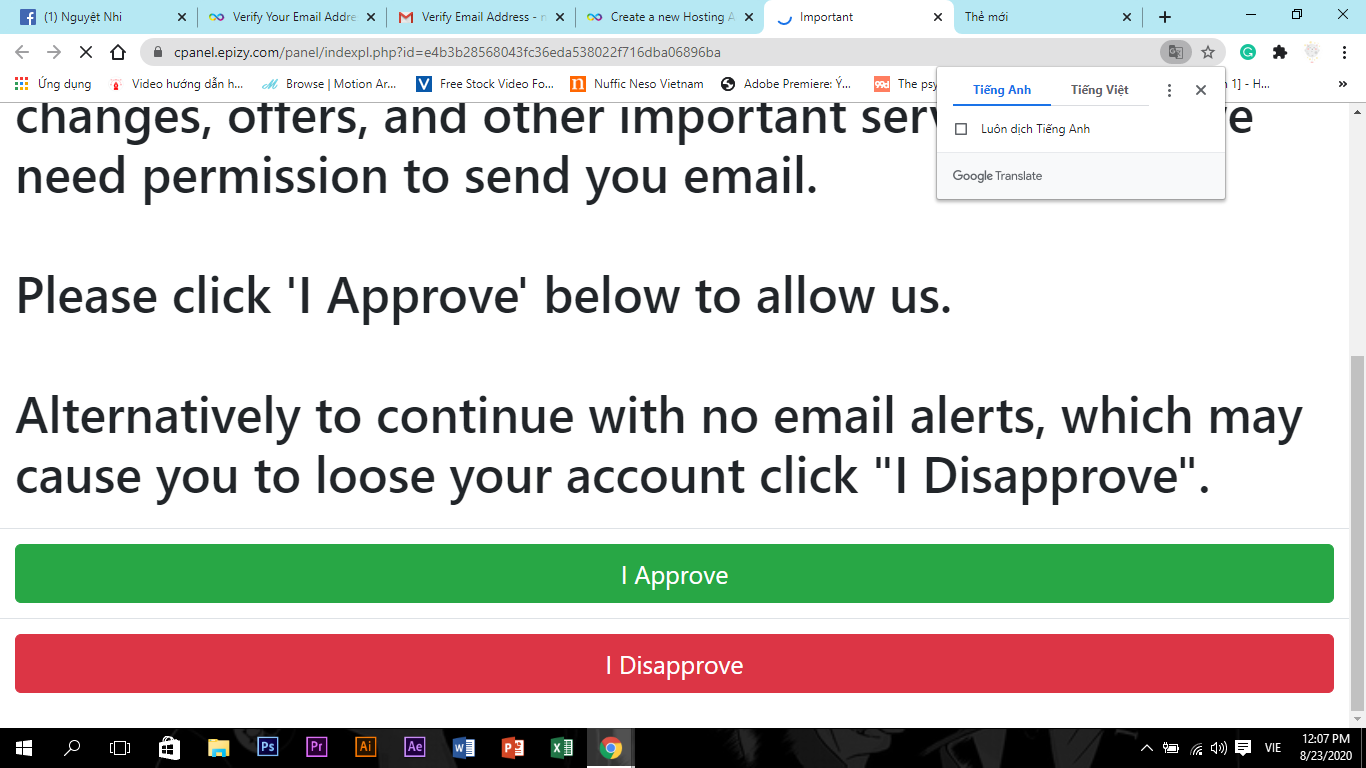 (1) Nguyệt Nhi
Verify Your Email Addre
Verify Email Address - n
Create a new Hosting A
Important
Thẻ mới
cpanel.epizy.com/panel/indexpl.php?id=e4b3b28568043fc36eda538022f716dba06896ba
Ứng dụng
Video hướng dẫn h...
Browse | Motion Ar...
Free Stock Video Fo...
Nuffic Neso Vietnam
Adobe Premiere: Ý...
The psy
1] - H...
Tiếng Anh
Tiếng Việt
Luôn dịch Tiếng Anh
Google Translate
changes, offers, and other important serv
need permission to send you email.
Please click 'I Approve' below to allow us.
Alternatively to continue with no email alerts, which may
cause you to loose your account click "I Disapprove".
I Approve
I Disapprove
Ps
Pr
Ai
Ae
VIE
12:07 PM
8/23/2020